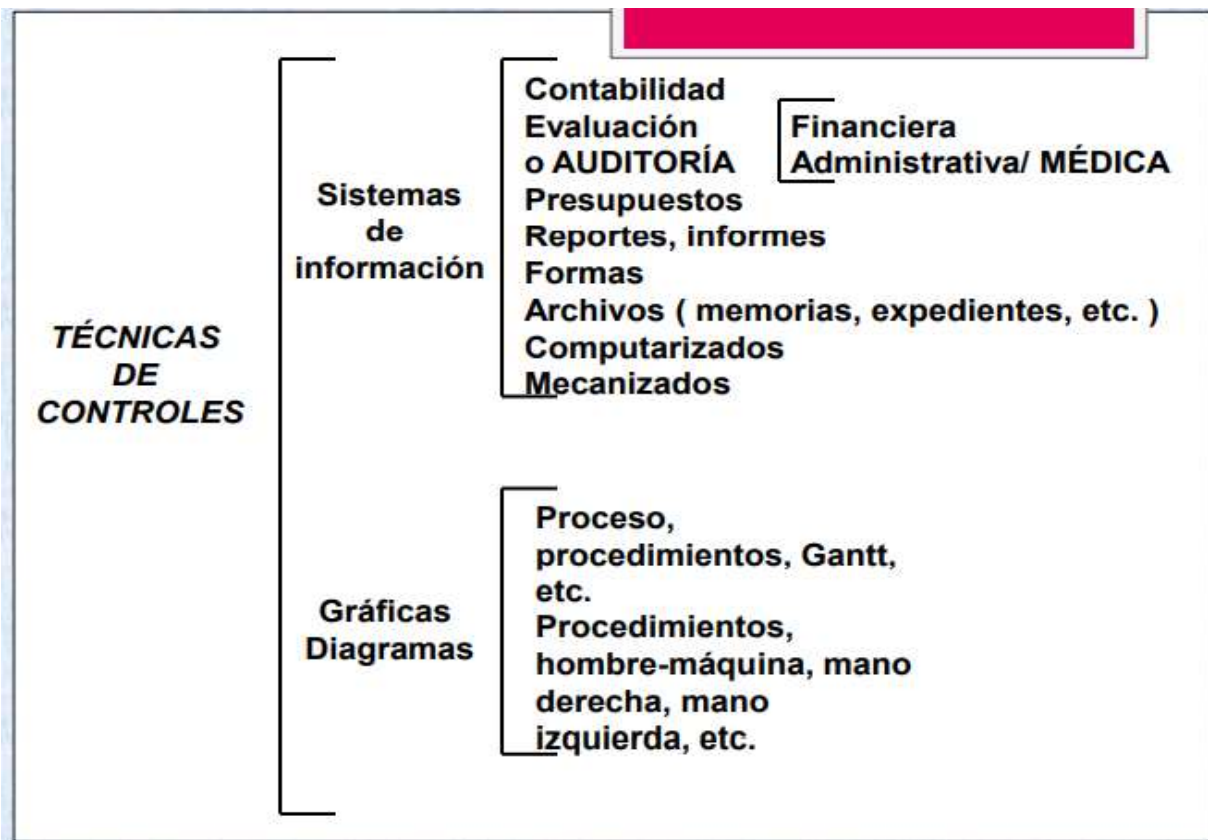 TÉCNICAS
DE
CONTROLES
Sistemas
de
información
Contabilidad
Evaluación
o AUDITORÍA
Financiera
Administrativa/ MÉDICA
Presupuestos
Reportes, informes
Formas
Archivos ( memorias, expedientes, etc. )
Computarizados
Mecanizados
Gráficas
Diagramas
Proceso,
procedimientos, Gantt,
etc.
Procedimientos,
hombre-máquina, mano
derecha, mano
izquierda, etc.